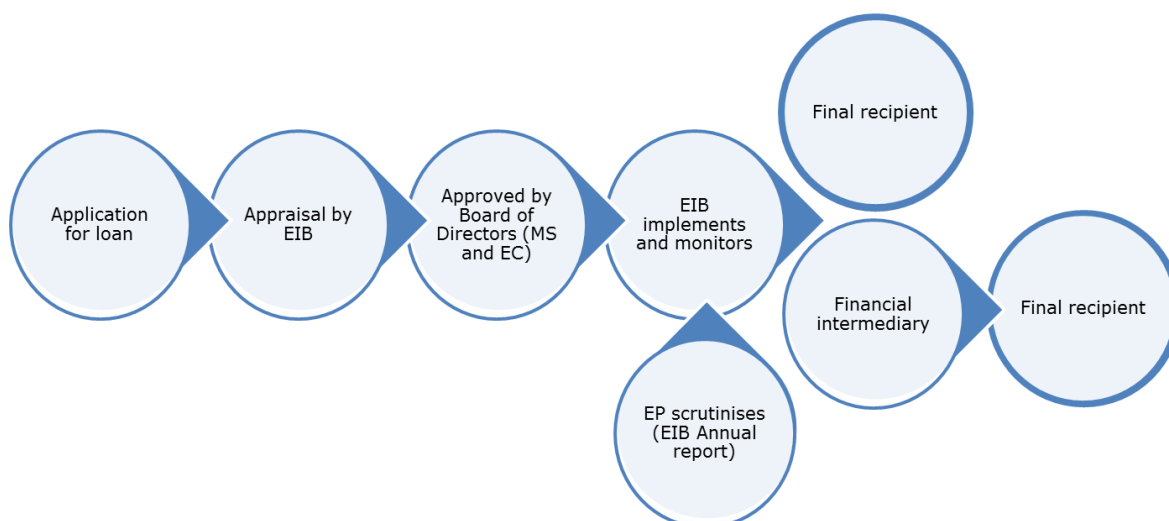 Application
for loan
Appraisal by
EIB
Approved by
Board of
Directors (MS
and EC)
EIB
implements
and monitors
Final recipient
Financial
intermediary
Final recipient
EP scrutinises
(EIB Annual
report)